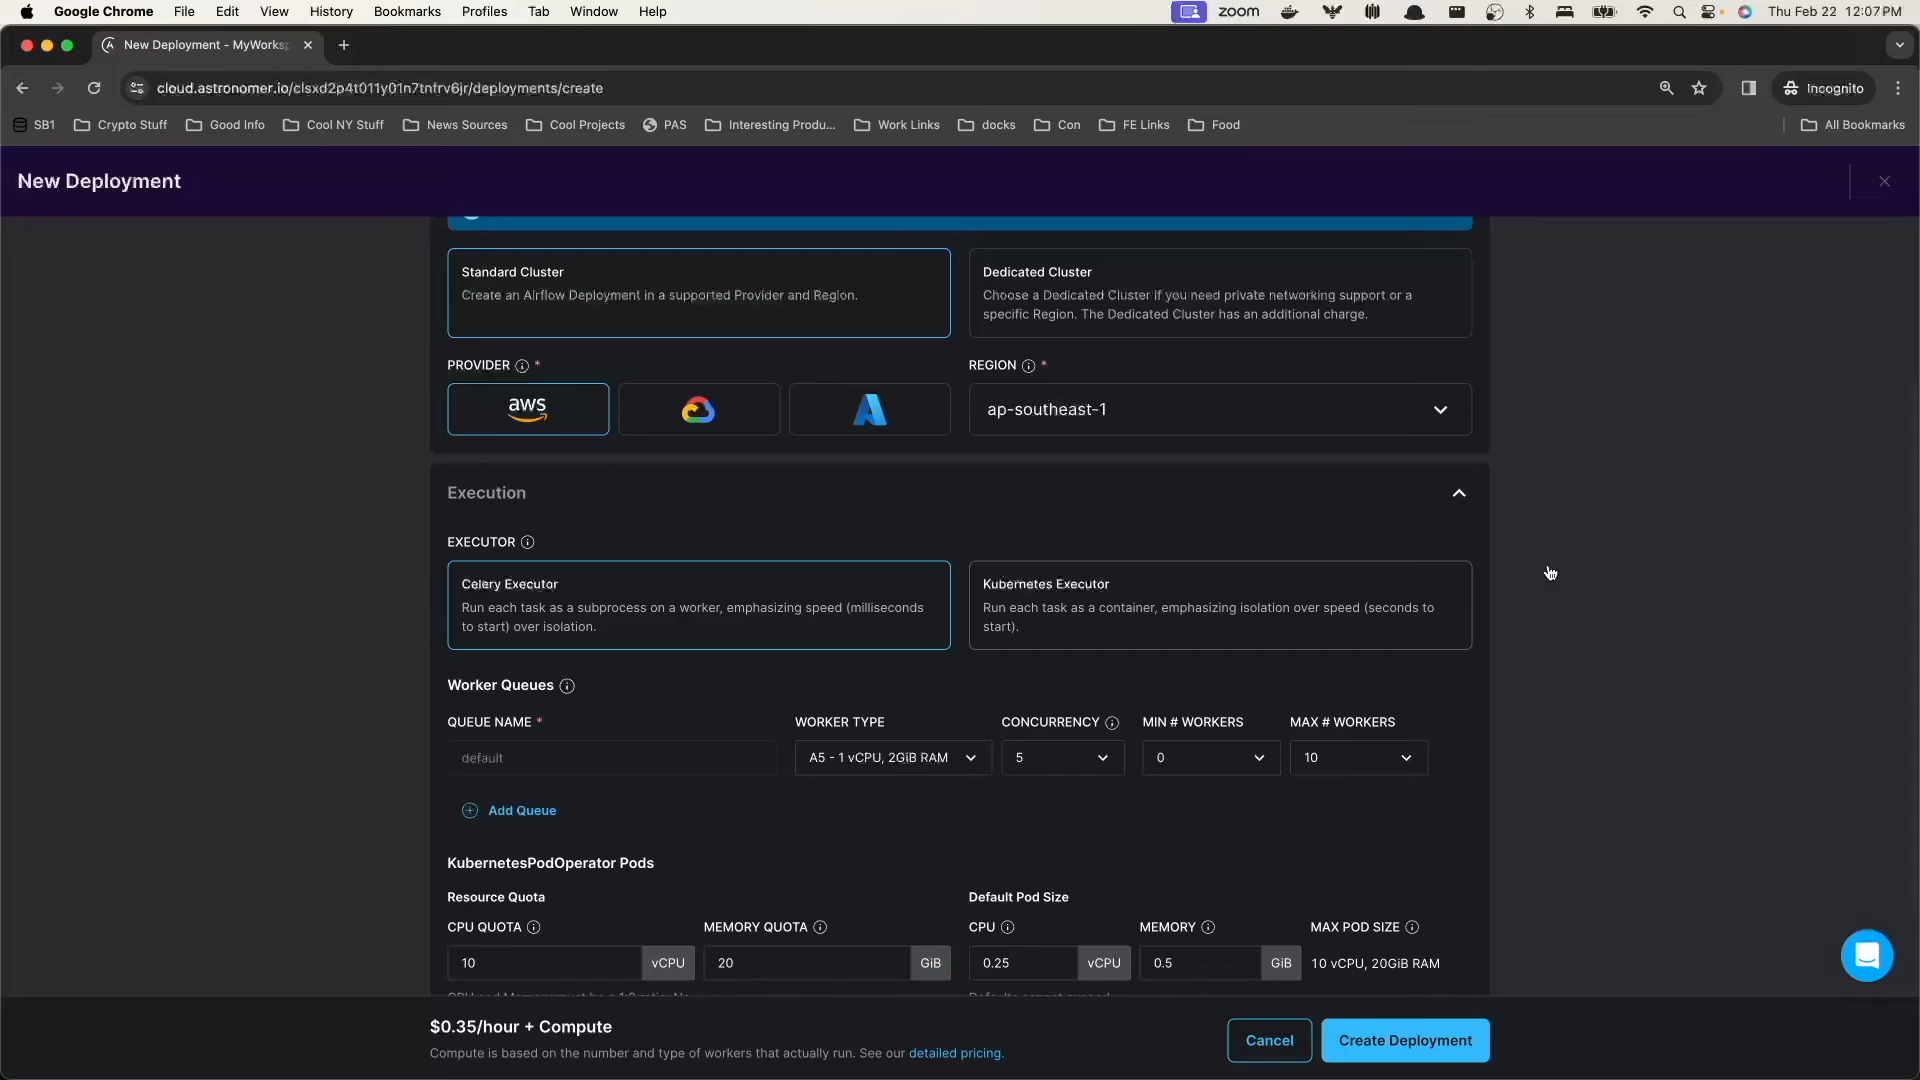 Google Chrome File Edit View History Bookmarks Profiles Tab Window Help
zoom
Thu Feb 22 12:07 PM
New Deployment - MyWorksp
cloud.astronomer.io/clsxd2p4t011y01n7tnfrv6jr/deployments/create
Incognito
SB1 Crypto Stuff Good Info Cool NY Stuff News Sources Cool Projects PAS Interesting Produ... Work Links docks Con FE Links Food
All Bookmarks
New Deployment
Standard Cluster
Create an Airflow Deployment in a supported Provider and Region.
Dedicated Cluster
Choose a Dedicated Cluster if you need private networking support or a
specific Region. The Dedicated Cluster has an additional charge.
PROVIDER *
REGION *
aws
ap-southeast-1
Execution
EXECUTOR
Celery Executor
Run each task as a subprocess on a worker, emphasizing speed (milliseconds
to start) over isolation.
Kubernetes Executor
Run each task as a container, emphasizing isolation over speed (seconds to
start).
Worker Queues
QUEUE NAME * WORKER TYPE CONCURRENCY MIN # WORKERS MAX # WORKERS
default A5 - 1 vCPU, 2GiB RAM 5 0 10
Add Queue
KubernetesPodOperator Pods
Resource Quota Default Pod Size
CPU QUOTA MEMORY QUOTA CPU MEMORY MAX POD SIZE
10 vCPU 20 GiB 0.25 vCPU 0.5 GiB 10 vCPU, 20GiB RAM
$0.35/hour + Compute
Compute is based on the number and type of workers that actually run. See our detailed pricing.
Cancel
Create Deployment